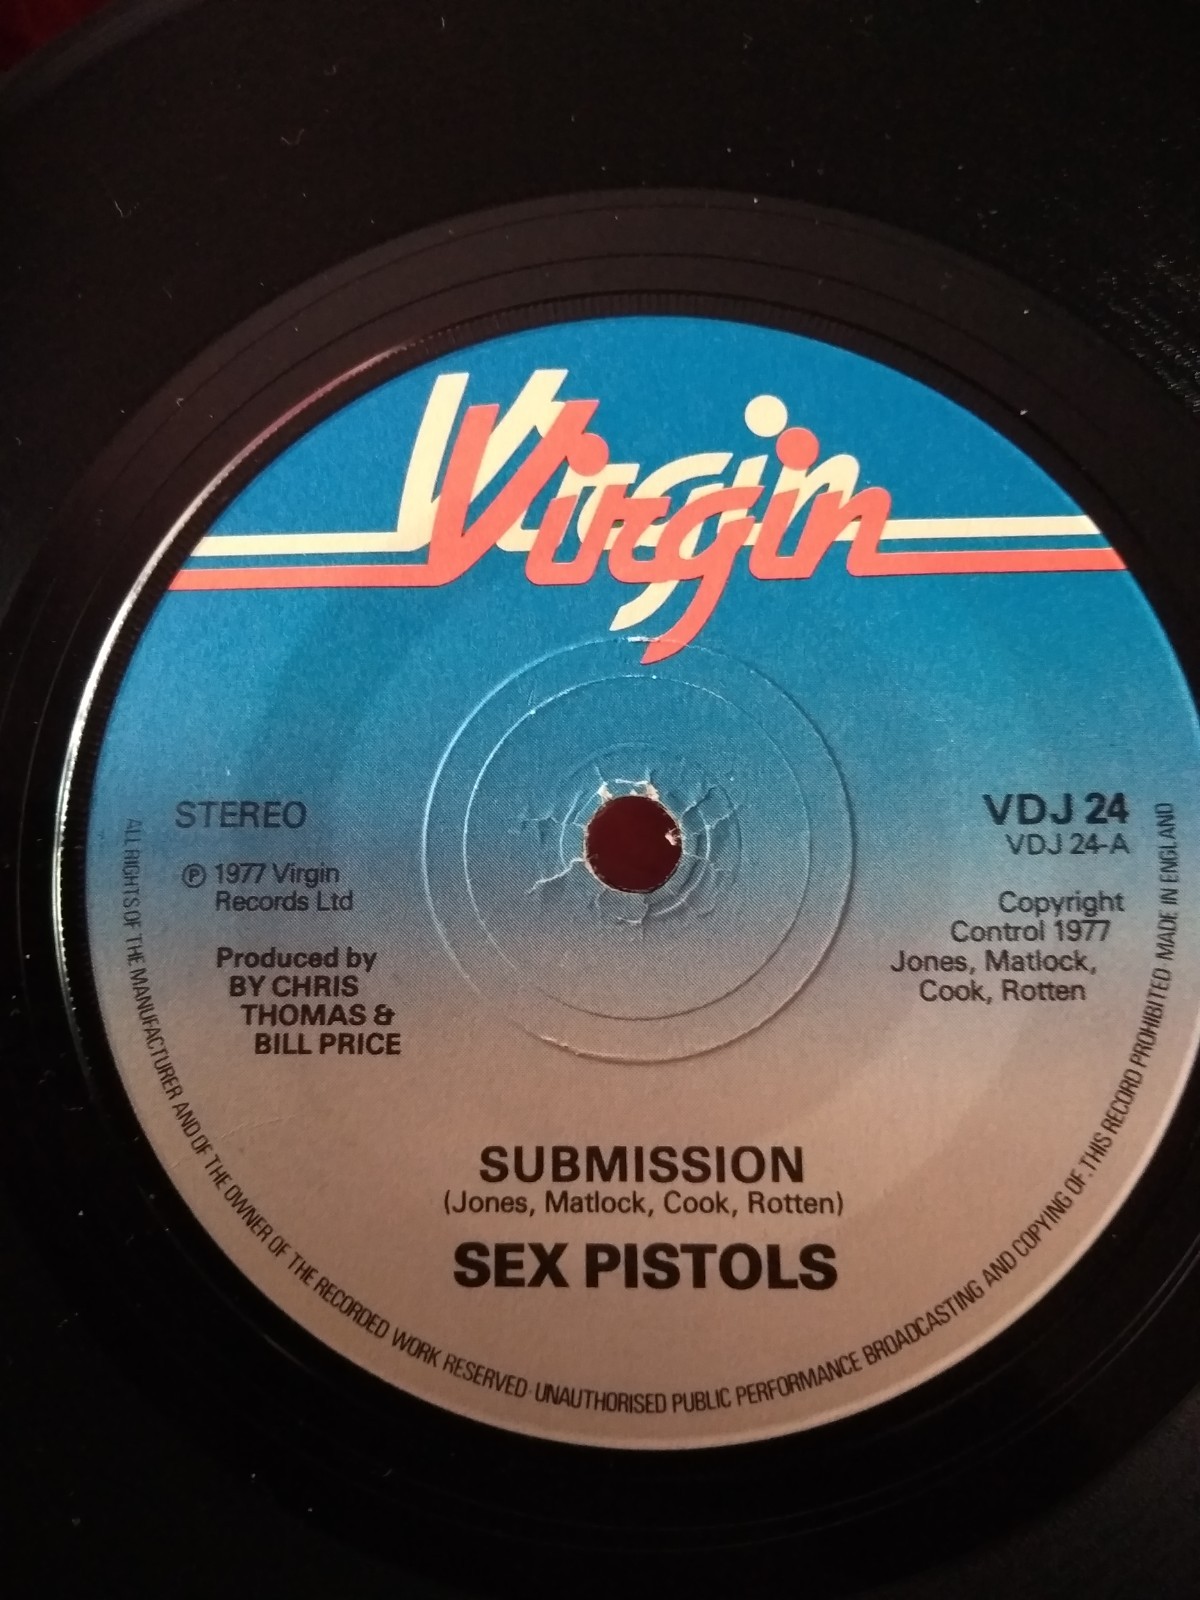 Virgin
STEREO
℗ 1977 Virgin
Records Ltd
Produced by
BY CHRIS
THOMAS &
BILL PRICE
VDJ 24
VDJ 24-A
Copyright
Control 1977
Jones, Matlock,
Cook, Rotten
SUBMISSION
(Jones, Matlock, Cook, Rotten)
SEX PISTOLS
ALL RIGHTS OF THE MANUFACTURER AND OF THE OWNER OF THE RECORDED WORK RESERVED · UNAUTHORISED PUBLIC PERFORMANCE BROADCASTING AND COPYING OF THIS RECORD PROHIBITED · MADE IN ENGLAND